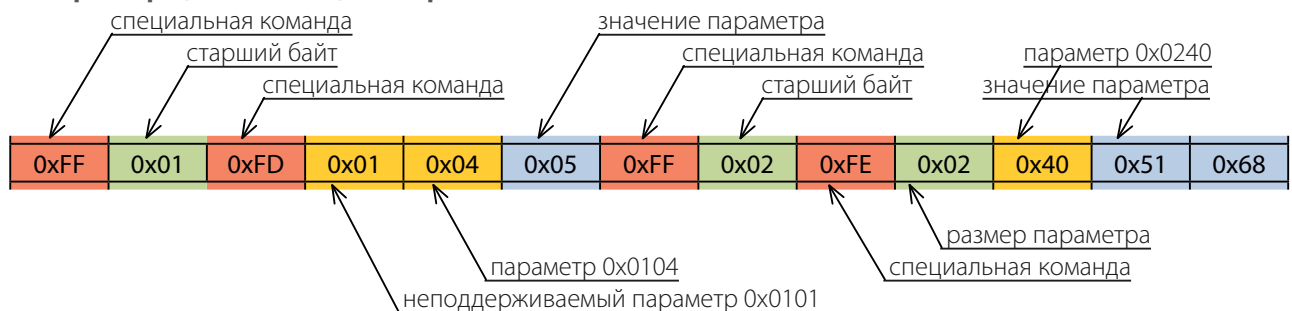 специальная команда
значение параметра
старший байт
специальная команда
параметр 0x0240
специальная команда
старший байт
значение параметра
0xFF 0x01 0xFD 0x01 0x04 0x05 0xFF 0x02 0xFE 0x02 0x40 0x51 0x68
размер параметра
параметр 0x0104
специальная команда
неподдерживаемый параметр 0x0101